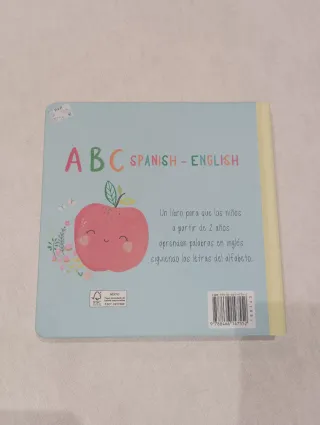 ABC SPANISH - ENGLISH
Un libro para que los niños
a partir de 2 años
aprendan palabras en inglés
siguiendo las letras del alfabeto.
FSC